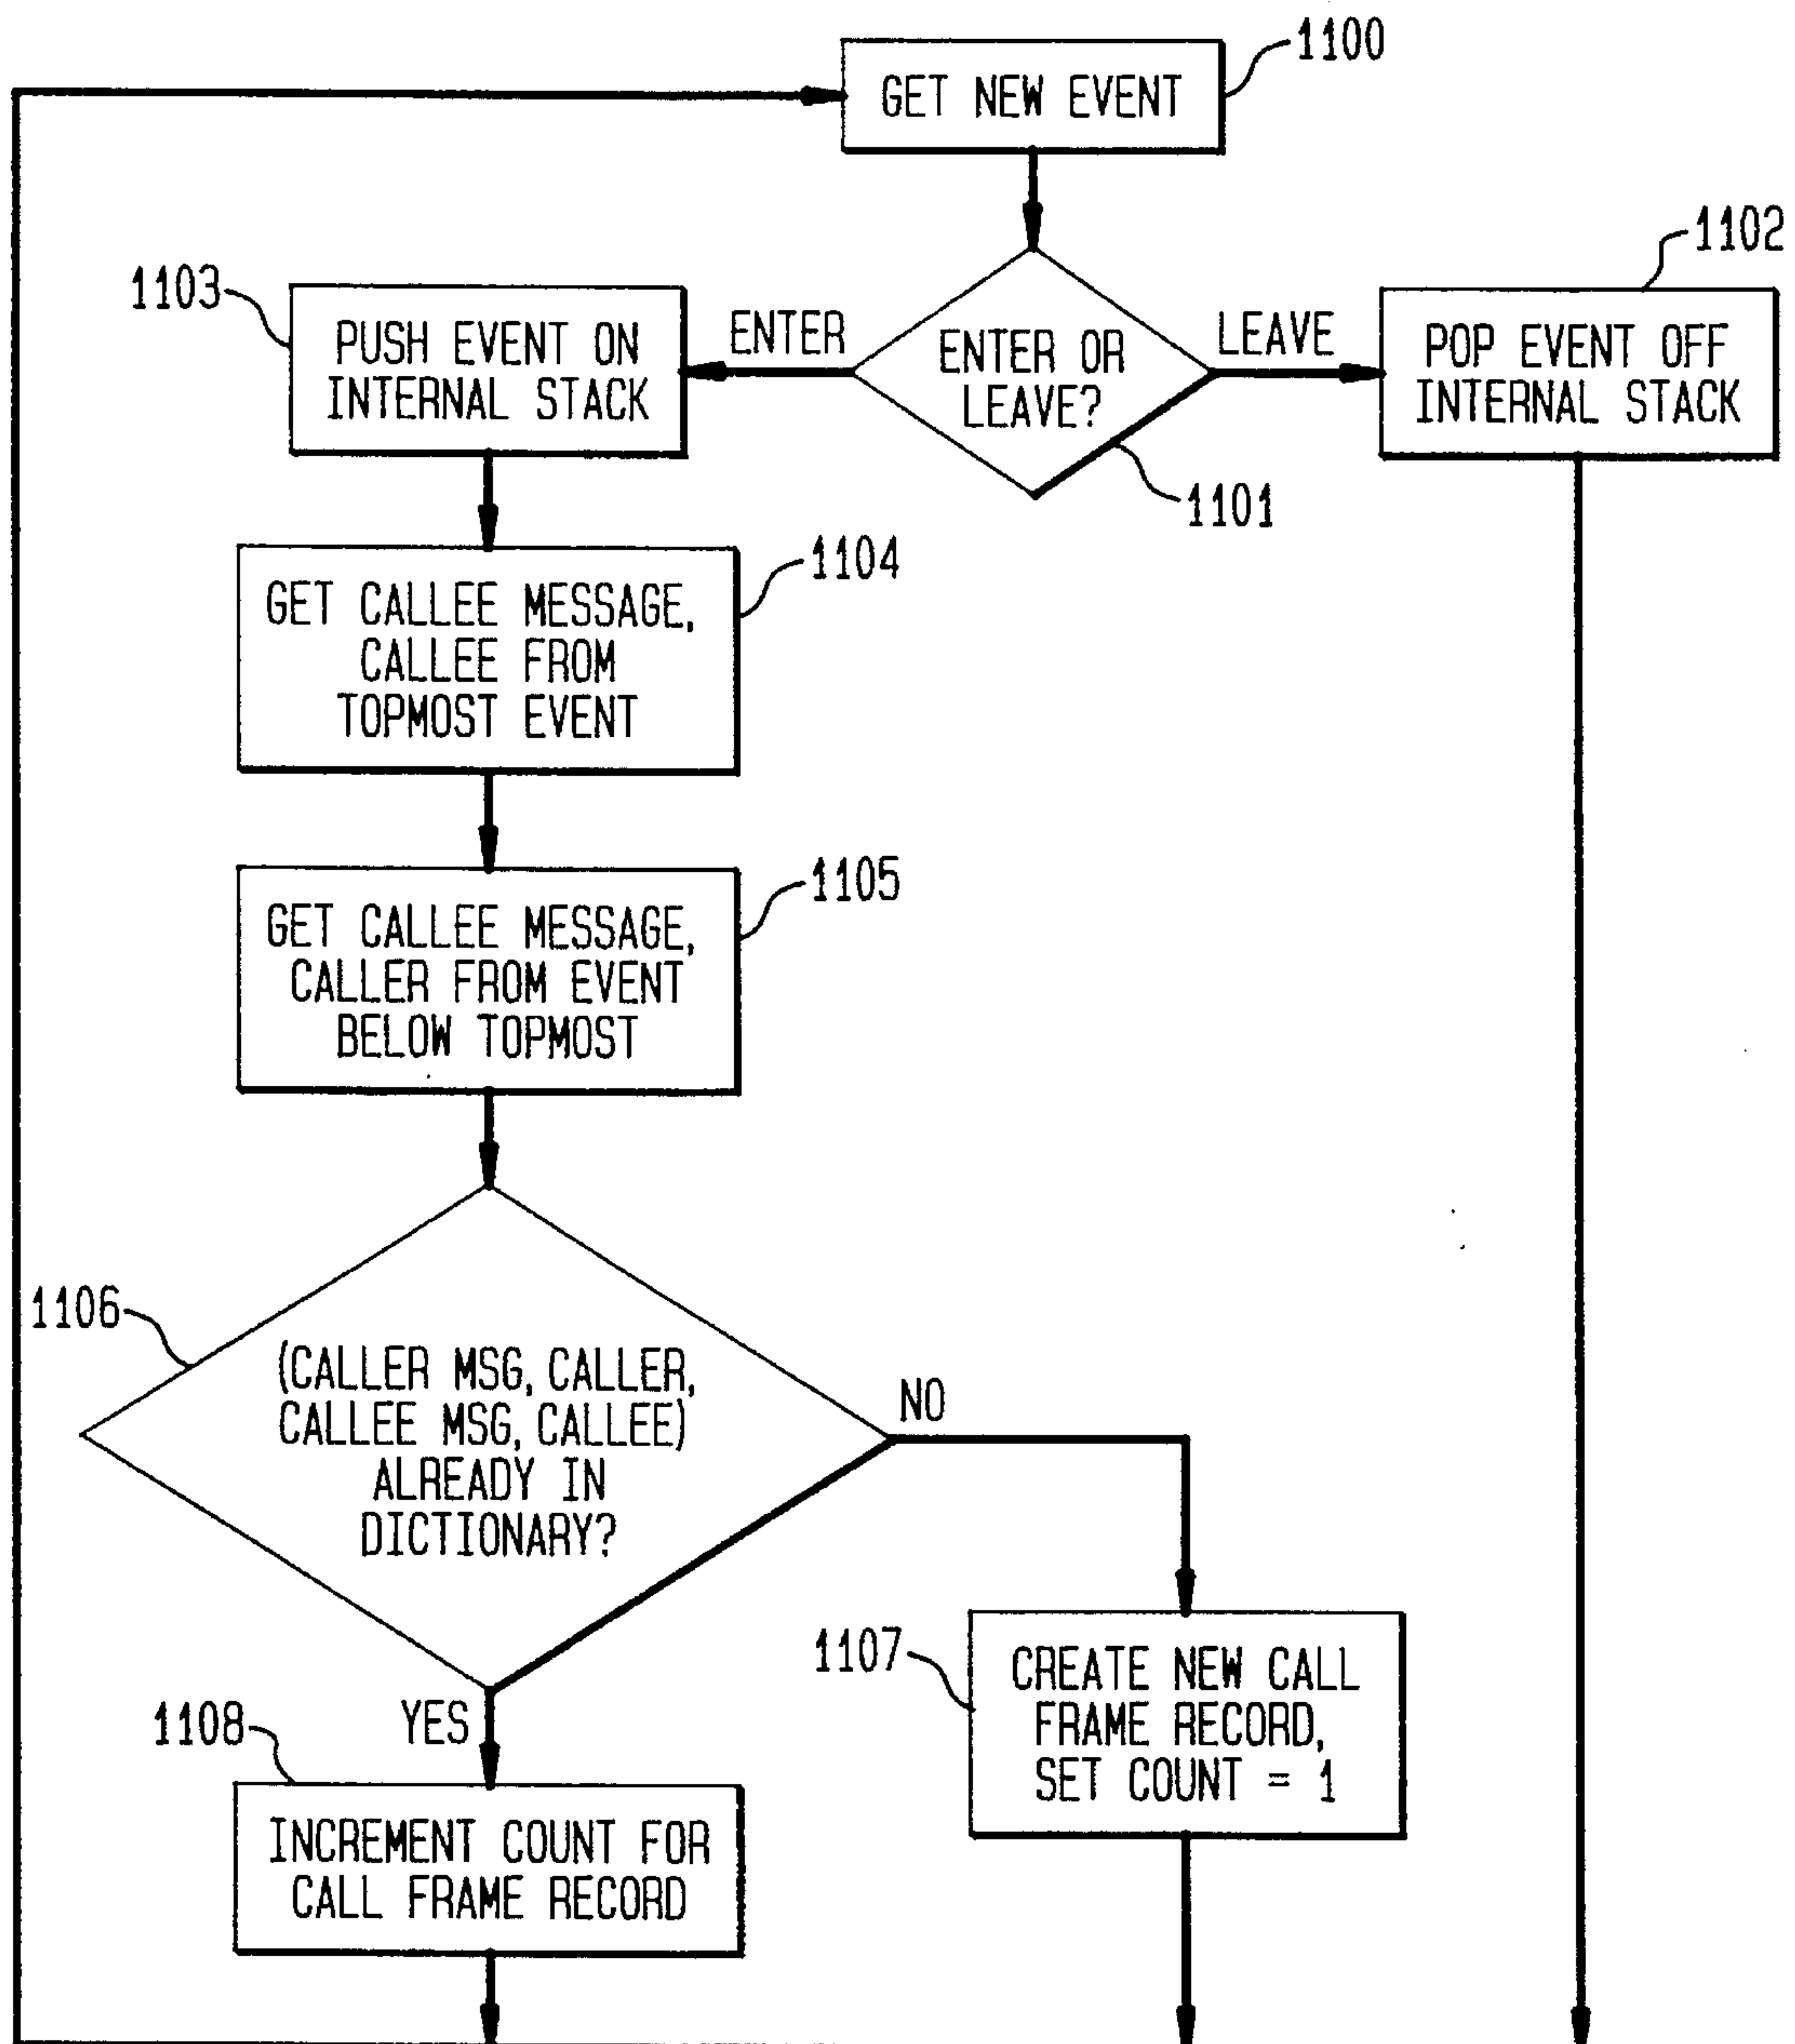 1100
GET NEW EVENT
1102
1103
PUSH EVENT ON
INTERNAL STACK
ENTER
ENTER OR
LEAVE?
LEAVE
POP EVENT OFF
INTERNAL STACK
1101
1104
GET CALLEE MESSAGE,
CALLEE FROM
TOPMOST EVENT
1105
GET CALLEE MESSAGE,
CALLER FROM EVENT
BELOW TOPMOST
1106
(CALLER MSG, CALLER,
CALLEE MSG, CALLEE)
ALREADY IN
DICTIONARY?
NO
YES
1107
CREATE NEW CALL
FRAME RECORD,
SET COUNT = 1
1108
INCREMENT COUNT FOR
CALL FRAME RECORD